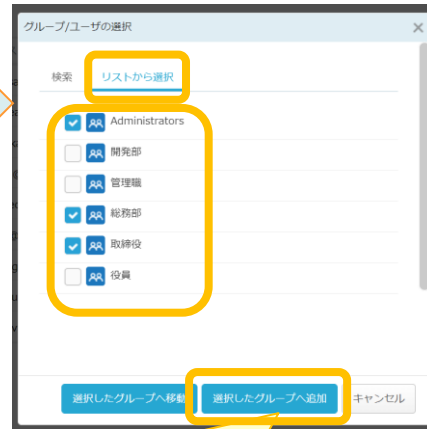 グループ/ユーザの選択
検索 リストから選択
Administrators
開発部
管理職
総務部
取締役
役員
選択したグループへ移動 選択したグループへ追加 キャンセル